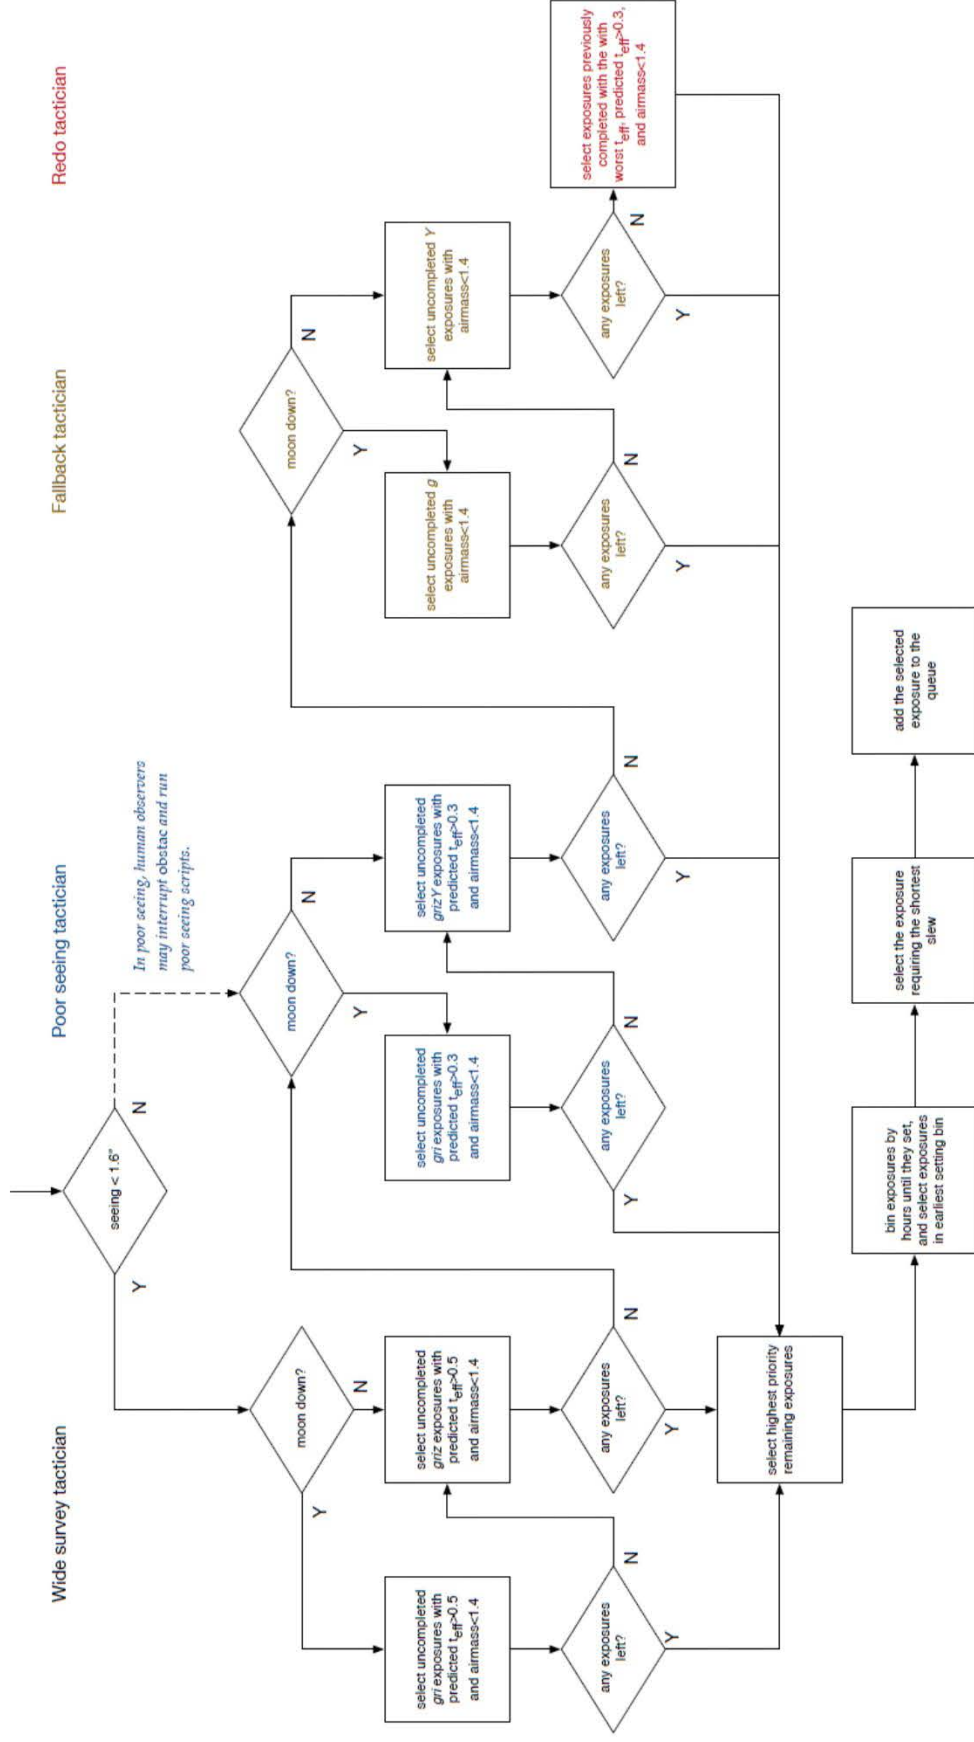 Wide survey tactician
Poor seeing tactician
Fallback tactician
Redo tactician
seeing < 1.6"
Y
N
In poor seeing, human observers
may interrupt obstac and run
poor seeing scripts.
moon down?
Y
N
moon down?
Y
N
moon down?
Y
N
select uncompleted
gri exposures with
predicted teff>0.5
and airmass<1.4
select uncompleted
griz exposures with
predicted teff>0.5
and airmass<1.4
select uncompleted
gri exposures with
predicted teff>0.3
and airmass<1.4
select uncompleted
grizY exposures with
predicted teff>0.3
and airmass<1.4
select uncompleted g
exposures with
airmass<1.4
select uncompleted Y
exposures with
airmass<1.4
select exposures previously
completed with the with
worst teff, predicted teff>0.3,
and airmass<1.4
any exposures
left?
Y
N
any exposures
left?
Y
N
any exposures
left?
Y
N
any exposures
left?
Y
N
any exposures
left?
Y
N
any exposures
left?
Y
N
select highest priority
remaining exposures
bin exposures by
hours until they set,
and select exposures
in earliest setting bin
select the exposure
requiring the shortest
slew
add the selected
exposure to the
queue